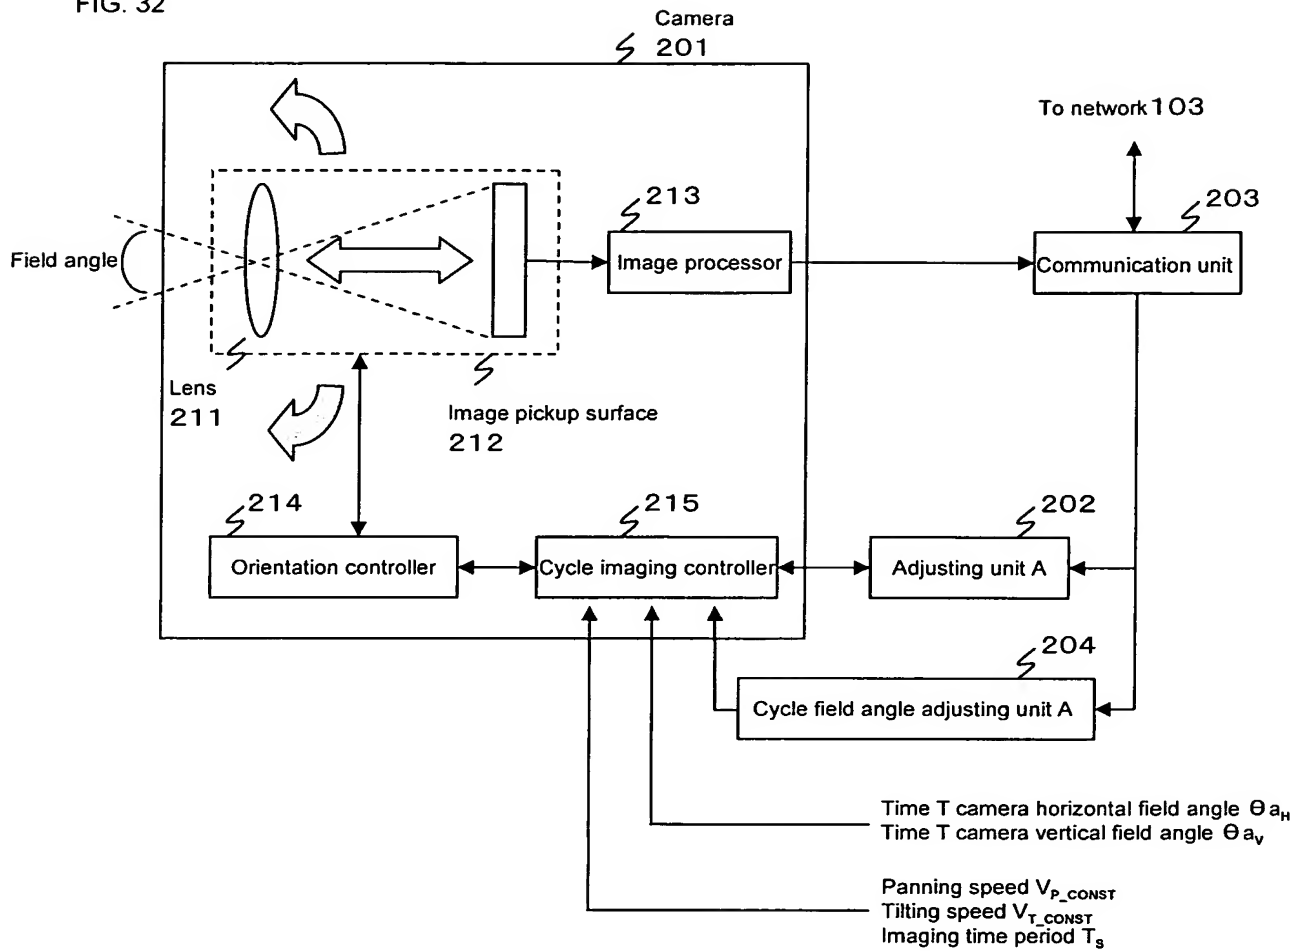 FIG. 32
Camera
201
To network 103
213
203
Image processor
Communication unit
Field angle
Lens
211
Image pickup surface
212
214
215
202
Orientation controller
Cycle imaging controller
Adjusting unit A
204
Cycle field angle adjusting unit A
Time T camera horizontal field angle Θa_H
Time T camera vertical field angle Θa_V
Panning speed V_P_CONST
Tilting speed V_T_CONST
Imaging time period T_S